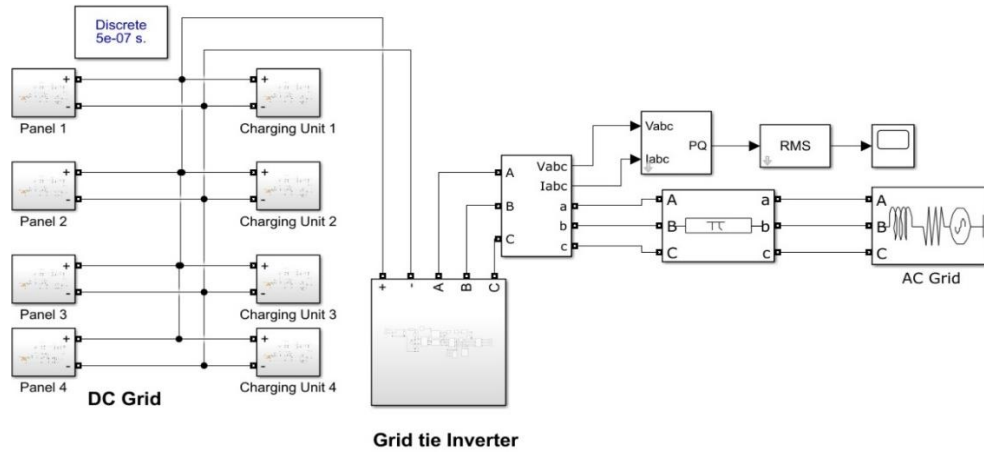 Discrete
5e-07 s.
+
-
Panel 1
+
-
Charging Unit 1
+
-
Panel 2
+
-
Charging Unit 2
+
-
Panel 3
+
-
Charging Unit 3
+
-
Panel 4
+
-
Charging Unit 4
DC Grid
+
-
A
B
C
Grid tie Inverter
A
B
C
Vabc
Iabc
a
b
c
Vabc
Iabc
PQ
RMS
A
B
C
π
a
b
c
A
B
C
AC Grid